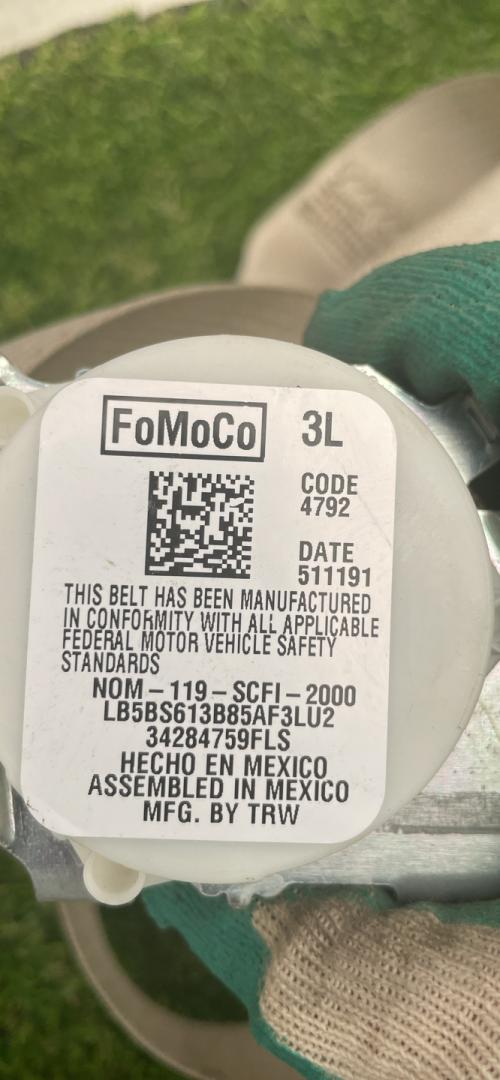 FoMoCo 3L
CODE
4792
DATE
511191
THIS BELT HAS BEEN MANUFACTURED
IN CONFORMITY WITH ALL APPLICABLE
FEDERAL MOTOR VEHICLE SAFETY
STANDARDS
NOM – 119 – SCFI – 2000
LB5BS613B85AF3LU2
34284759FLS
HECHO EN MEXICO
ASSEMBLED IN MEXICO
MFG. BY TRW